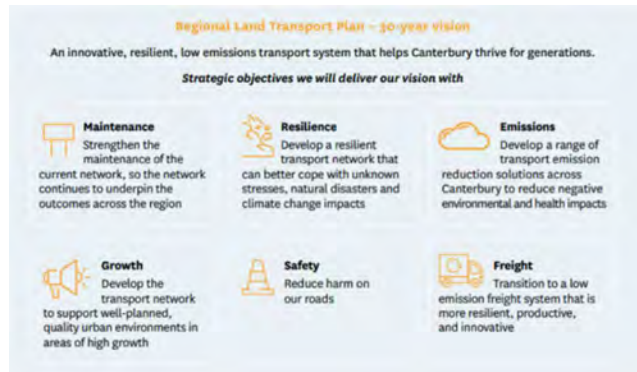 Regional Land Transport Plan – 30-year vision
An innovative, resilient, low emissions transport system that helps Canterbury thrive for generations.
Strategic objectives we will deliver our vision with
Maintenance
Strengthen the
maintenance of the
current network, so the network
continues to underpin the
outcomes across the region
Resilience
Develop a resilient
transport network that
can better cope with unknown
stresses, natural disasters and
climate change impacts
Emissions
Develop a range of
transport emission
reduction solutions across
Canterbury to reduce negative
environmental and health impacts
Growth
Develop the
transport network
to support well-planned,
quality urban environments in
areas of high growth
Safety
Reduce harm on
our roads
Freight
Transition to a low
emission freight system that is
more resilient, productive,
and innovative